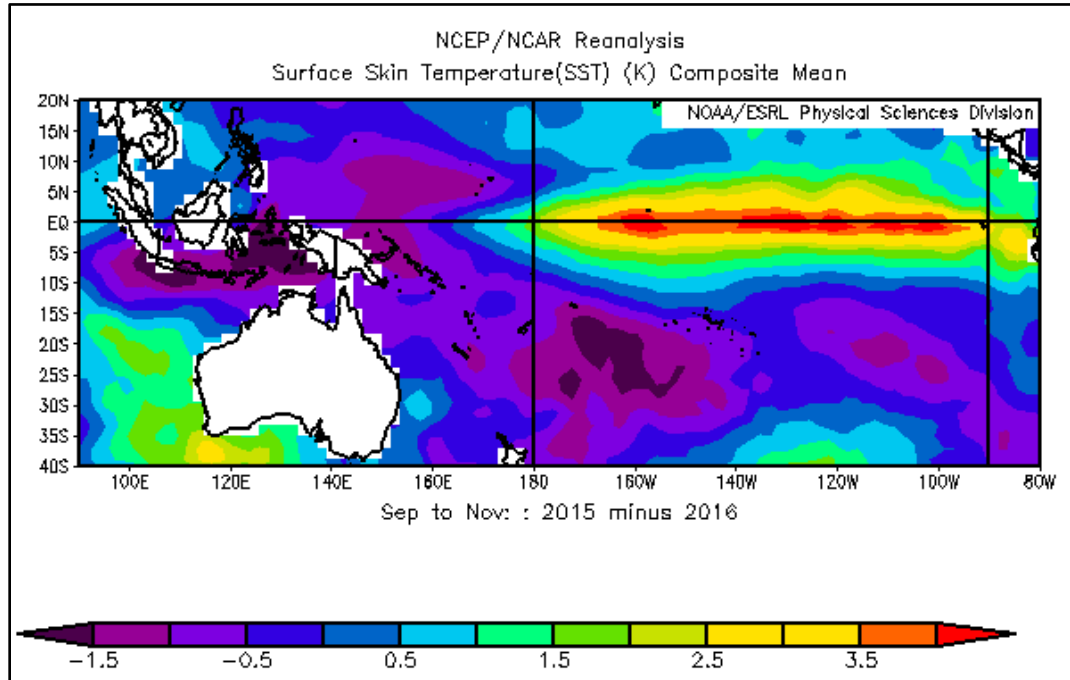 NCEP/NCAR Reanalysis
Surface Skin Temperature(SST) (K) Composite Mean
NOAA/ESRL Physical Sciences Division
20N
15N
10N
5N
EQ
5S
10S
15S
20S
25S
30S
35S
40S
100E 120E 140E 160E 180 160W 140W 120W 100W 80W
Sep to Nov: : 2015 minus 2016
-1.5 -0.5 0.5 1.5 2.5 3.5